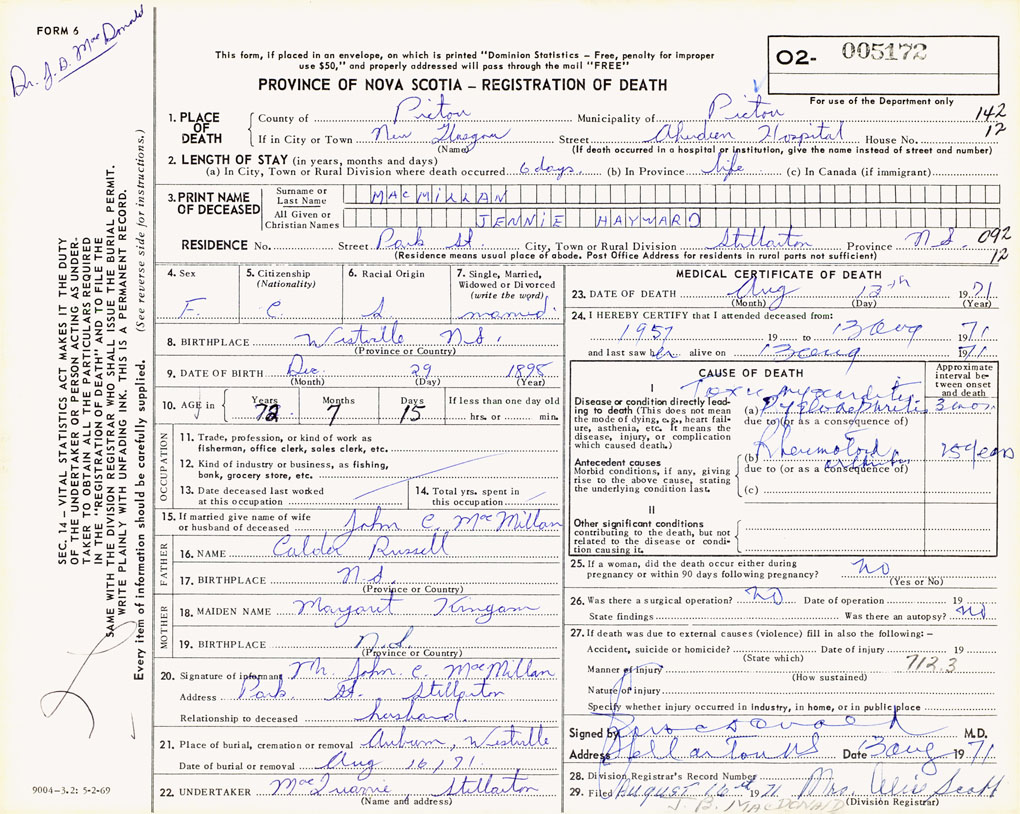 FORM 6
Dr. J. B. MacDonald
This form, if placed in an envelope, on which is printed "Dominion Statistics – Free, penalty for improper
use $50," and properly addressed will pass through the mail "FREE"
PROVINCE OF NOVA SCOTIA – REGISTRATION OF DEATH
02- 005172
For use of the Department only
1. PLACE OF DEATH
County of Pictou Municipality of Pictou 142
If in City or Town New Glasgow Street Aberdeen Hospital House No. 12
(Name) (If death occurred in a hospital or institution, give the name instead of street and number)
2. LENGTH OF STAY (in years, months and days)
(a) In City, Town or Rural Division where death occurred 6 days. (b) In Province life (c) In Canada (if immigrant)
3. PRINT NAME OF DECEASED
Surname or Last Name MACMILLAN
All Given or Christian Names JENNIE HAYWARD
RESIDENCE No. Street Park St. City, Town or Rural Division Stellarton Province N.S. 092
(Residence means usual place of abode. Post Office Address for residents in rural parts not sufficient) 12
4. Sex F.
5. Citizenship (Nationality) C.
6. Racial Origin S
7. Single, Married, Widowed or Divorced (write the word) married.
8. BIRTHPLACE Westville N.S.
(Province or Country)
9. DATE OF BIRTH Dec. 29 1898
(Month) (Day) (Year)
10. AGE in Years Months Days If less than one day old
72 7 15 hrs. or min.
OCCUPATION
11. Trade, profession, or kind of work as
fisherman, office clerk, sales clerk, etc.
12. Kind of industry or business, as fishing,
bank, grocery store, etc.
13. Date deceased last worked
at this occupation
14. Total yrs. spent in
this occupation
15. If married give name of wife
or husband of deceased John C. MacMillan
FATHER
16. NAME Calder Russell
17. BIRTHPLACE N.S.
(Province or Country)
MOTHER
18. MAIDEN NAME Margaret
19. BIRTHPLACE N.S.
(Province or Country)
20. Signature of informant Mr. John C. MacMillan
Address Park St. Stellarton
Relationship to deceased husband.
21. Place of burial, cremation or removal Auburn, Westville
Date of burial or removal Aug 16/71.
22. UNDERTAKER Stellarton
(Name and address)
MEDICAL CERTIFICATE OF DEATH
23. DATE OF DEATH Aug 13th 1971
(Month) (Day) (Year)
24. I HEREBY CERTIFY that I attended deceased from:
1957 19 to 13 Aug 1971
and last saw her alive on 13 aug 1971
CAUSE OF DEATH
Approximate interval between onset and death
I
Disease or condition directly leading to death (This does not mean the mode of dying, e.g., heart failure, asthenia, etc. It means the disease, injury, or complication which caused death.)
Toxic myocarditis
(a) Pyelonephritis 3 mos
due to (or as a consequence of)
Antecedent causes
Morbid conditions, if any, giving rise to the above cause, stating the underlying condition last.
(b) Rheumatoid arthritis 25 years
due to (or as a consequence of)
(c)
II
Other significant conditions
contributing to the death, but not related to the disease or condition causing it.
25. If a woman, did the death occur either during
pregnancy or within 90 days following pregnancy? no
(Yes or No)
26. Was there a surgical operation? no Date of operation 19
State findings Was there an autopsy? no
27. If death was due to external causes (violence) fill in also the following: –
Accident, suicide or homicide? Date of injury 19
(State which) 712.3
Manner of injury
(How sustained)
Nature of injury
Specify whether injury occurred in industry, in home, or in public place
Signed by M.D.
Address Stellarton NS Date 13 aug 1971
28. Division Registrar's Record Number
29. Filed August 16th 1971 Mrs. Alice Scott
J. B. MACDONALD (Division Registrar)
SEC. 14 – VITAL STATISTICS ACT MAKES IT THE DUTY
OF THE UNDERTAKER OR PERSON ACTING AS UNDER-
TAKER TO OBTAIN ALL THE PARTICULARS REQUIRED
IN THE "REGISTRATION OF DEATH" AND TO FILE THE
SAME WITH THE DIVISION REGISTRAR WHO SHALL ISSUE THE BURIAL PERMIT.
WRITE PLAINLY WITH UNFADING INK. THIS IS A PERMANENT RECORD.
Every item of information should be carefully supplied. (See reverse side for instructions.)
9004-3.2: 5-2-69